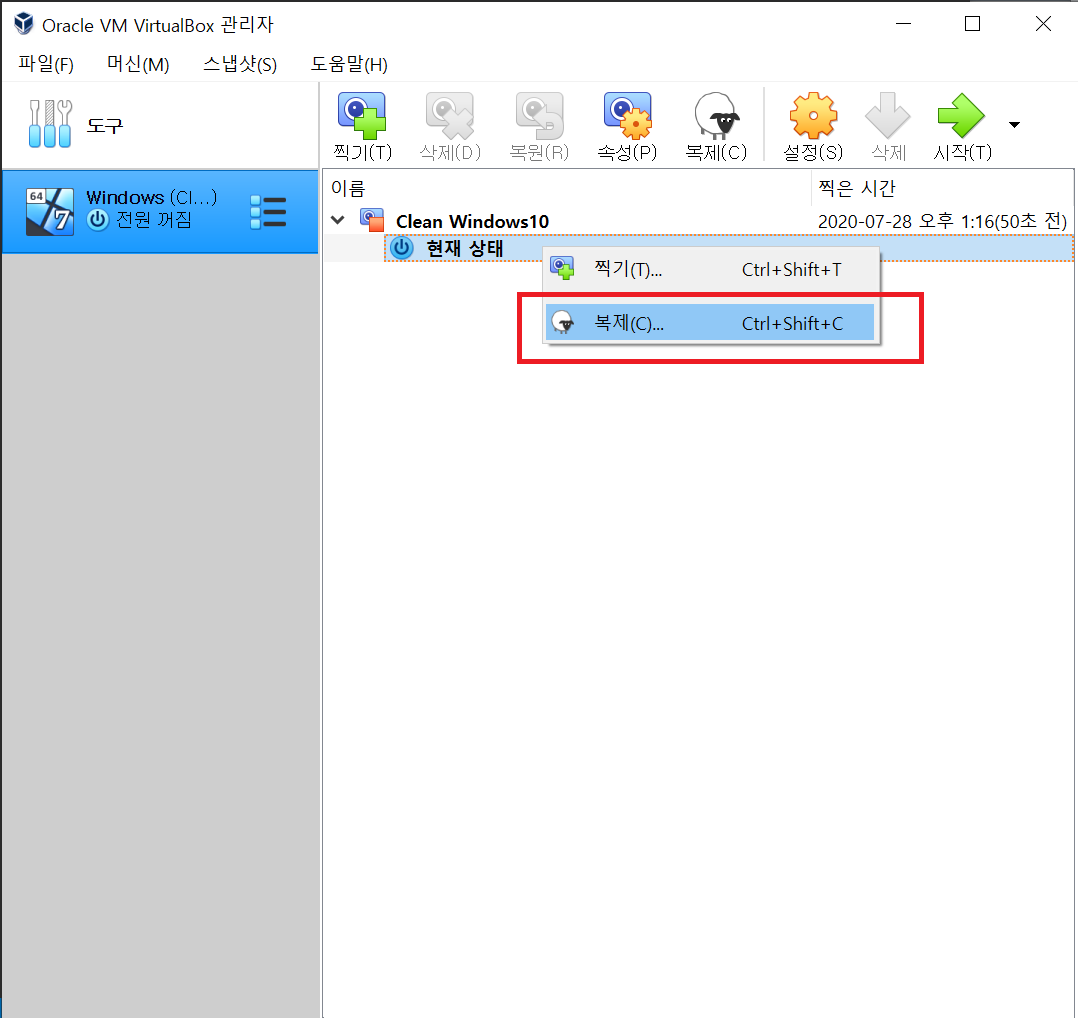 Oracle VM VirtualBox 관리자
파일(F) 머신(M) 스냅샷(S) 도움말(H)
도구
찍기(T) 삭제(D) 복원(R) 속성(P) 복제(C) 설정(S) 삭제 시작(T)
64
7
Windows (Cl...)
전원 꺼짐
이름 찍은 시간
Clean Windows10 2020-07-28 오후 1:16(50초 전)
현재 상태
찍기(T)... Ctrl+Shift+T
복제(C)... Ctrl+Shift+C